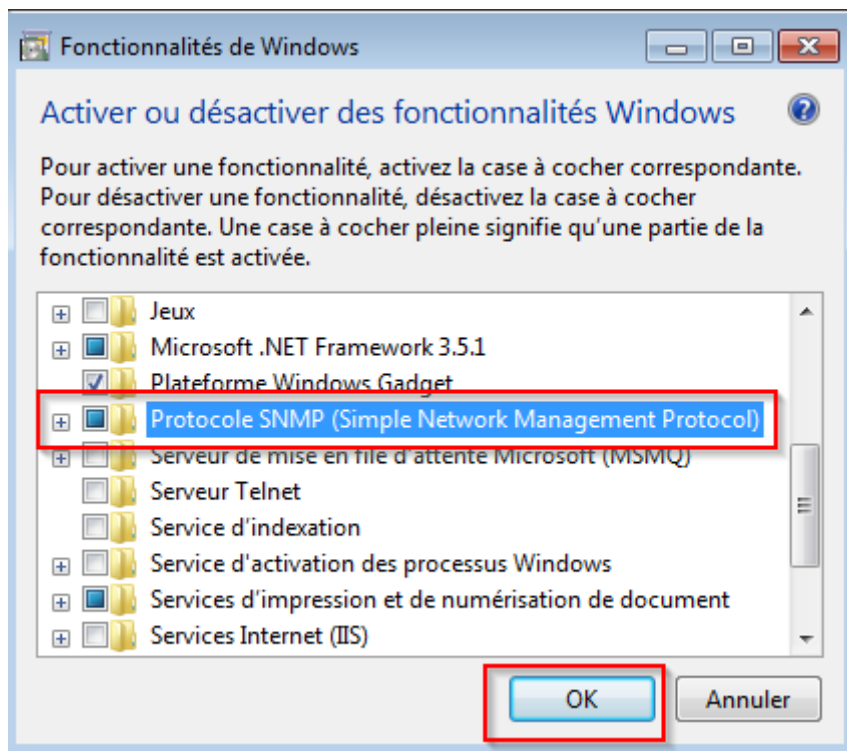 Fonctionnalités de Windows
Activer ou désactiver des fonctionnalités Windows
Pour activer une fonctionnalité, activez la case à cocher correspondante.
Pour désactiver une fonctionnalité, désactivez la case à cocher
correspondante. Une case à cocher pleine signifie qu'une partie de la
fonctionnalité est activée.
Jeux
Microsoft .NET Framework 3.5.1
Plateforme Windows Gadget
Protocole SNMP (Simple Network Management Protocol)
Serveur de mise en file d'attente Microsoft (MSMQ)
Serveur Telnet
Service d'indexation
Service d'activation des processus Windows
Services d'impression et de numérisation de document
Services Internet (IIS)
OK
Annuler